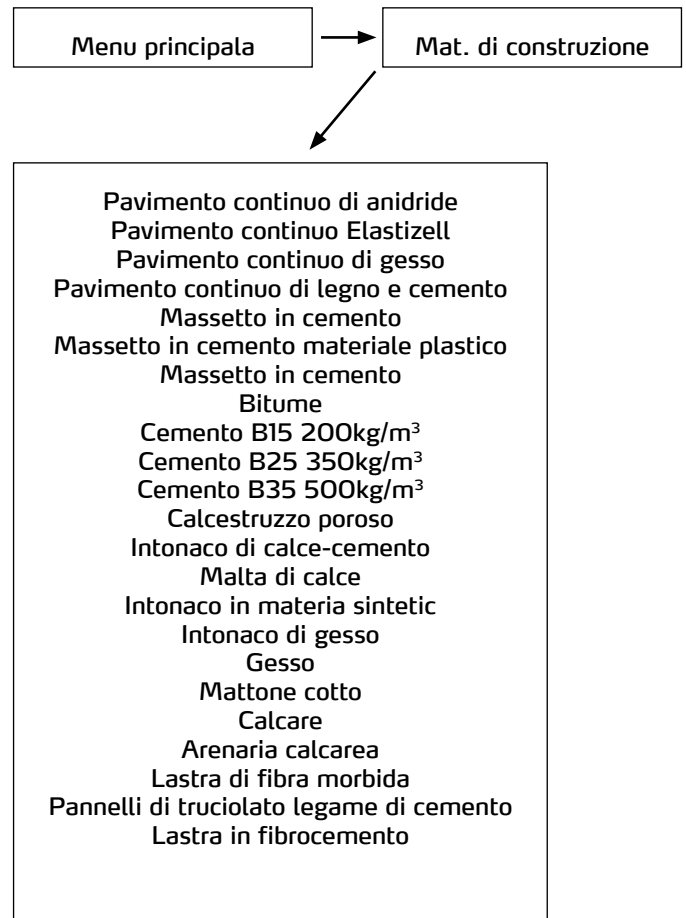 Menu principala
Mat. di construzione
Pavimento continuo di anidride
Pavimento continuo Elastizell
Pavimento continuo di gesso
Pavimento continuo di legno e cemento
Massetto in cemento
Massetto in cemento materiale plastico
Massetto in cemento
Bitume
Cemento B15 200kg/m³
Cemento B25 350kg/m³
Cemento B35 500kg/m³
Calcestruzzo poroso
Intonaco di calce-cemento
Malta di calce
Intonaco in materia sintetic
Intonaco di gesso
Gesso
Mattone cotto
Calcare
Arenaria calcarea
Lastra di fibra morbida
Pannelli di truciolato legame di cemento
Lastra in fibrocemento